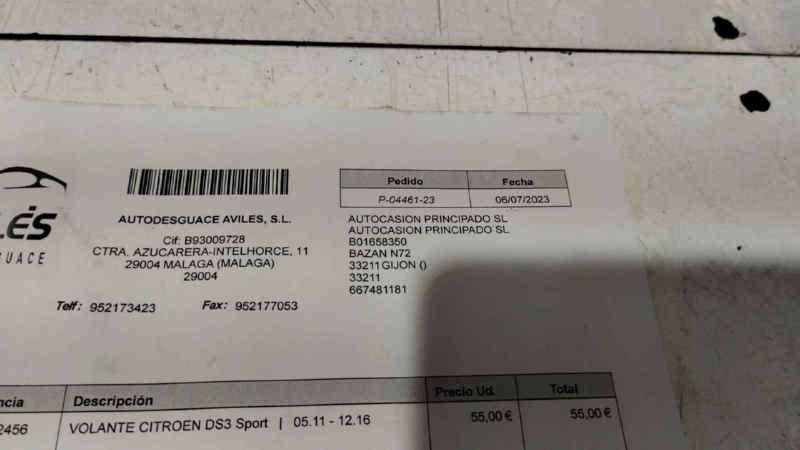 Pedido Fecha
P-04461-23 06/07/2023
LÉS
GUACE
AUTODESGUACE AVILES, S.L.
Cif: B93009728
CTRA. AZUCARERA-INTELHORCE, 11
29004 MALAGA (MALAGA)
29004
Telf: 952173423 Fax: 952177053
AUTOCASION PRINCIPADO SL
AUTOCASION PRINCIPADO SL
B01658350
BAZAN N72
33211 GIJON ()
33211
667481181
ncia Descripción Precio Ud. Total
2456 VOLANTE CITROEN DS3 Sport | 05.11 - 12.16 55,00 € 55,00 €